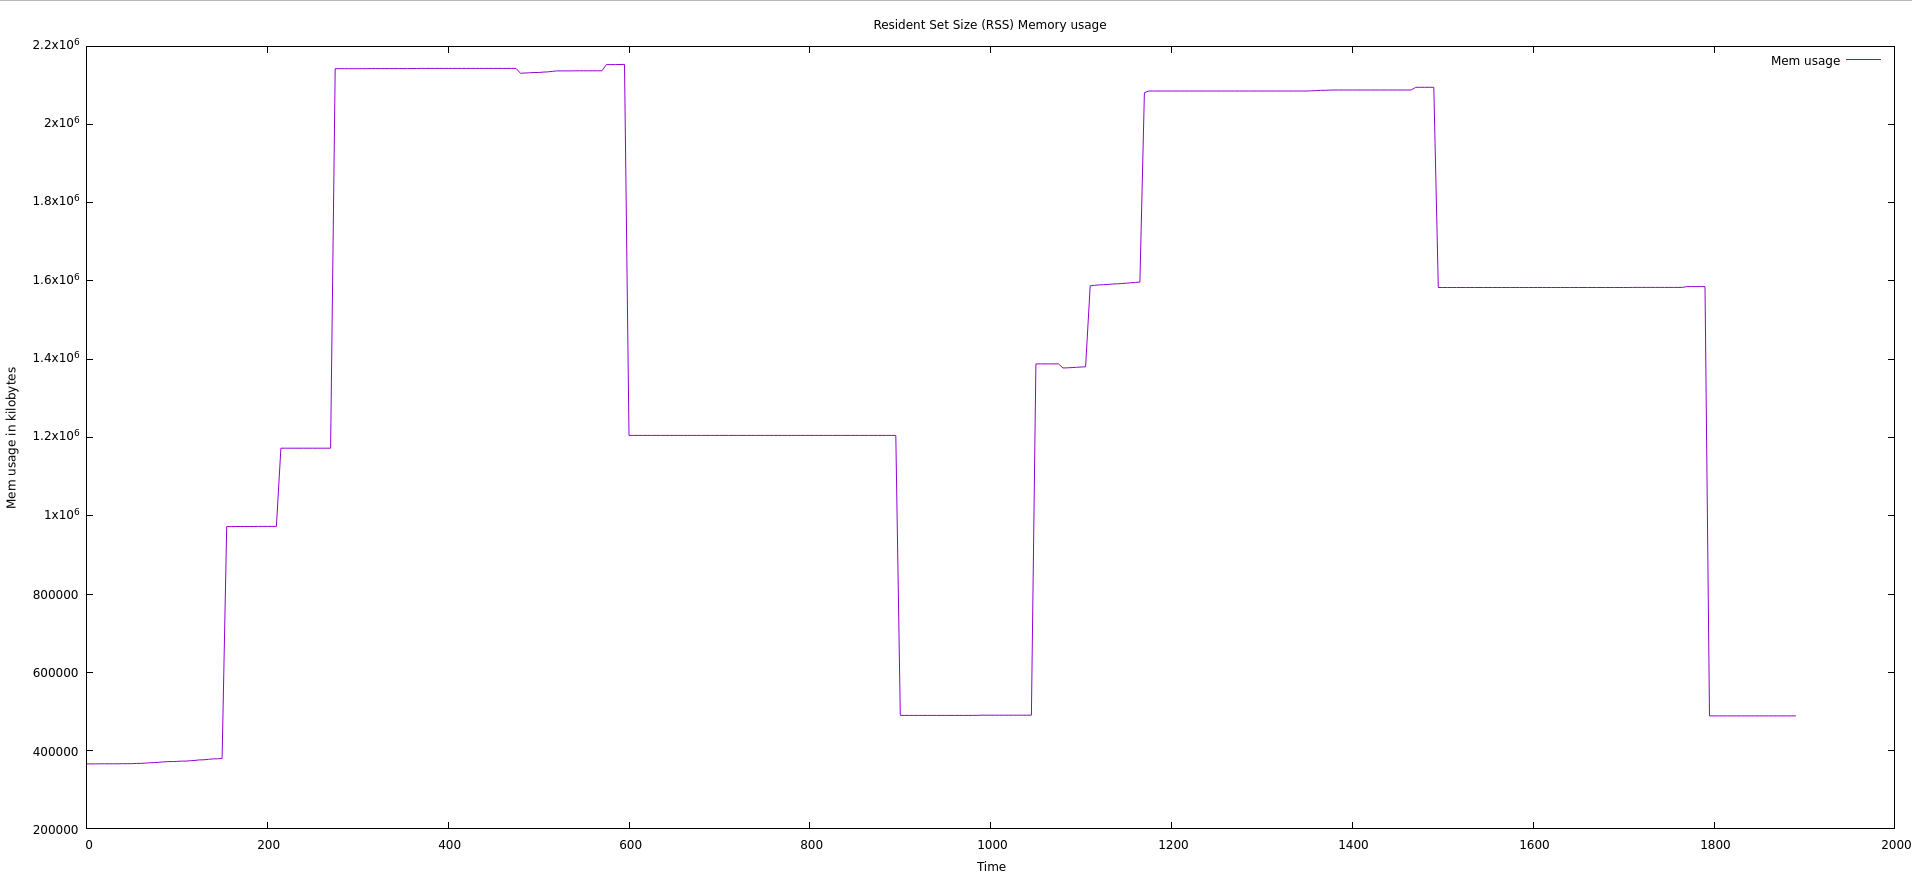 Resident Set Size (RSS) Memory usage
Mem usage
2.2x10⁶
2x10⁶
1.8x10⁶
1.6x10⁶
1.4x10⁶
1.2x10⁶
1x10⁶
800000
600000
400000
200000
Mem usage in kilobytes
0 200 400 600 800 1000 1200 1400 1600 1800 2000
Time